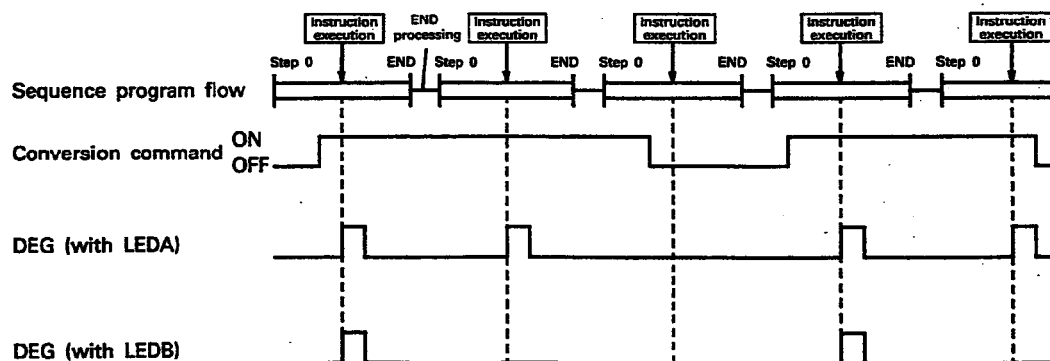 Instruction execution
END processing
Instruction execution
Instruction execution
Instruction execution
Instruction execution
Step 0 END Step 0 END Step 0 END Step 0 END Step 0
Sequence program flow
Conversion command ON
OFF
DEG (with LEDA)
DEG (with LEDB)